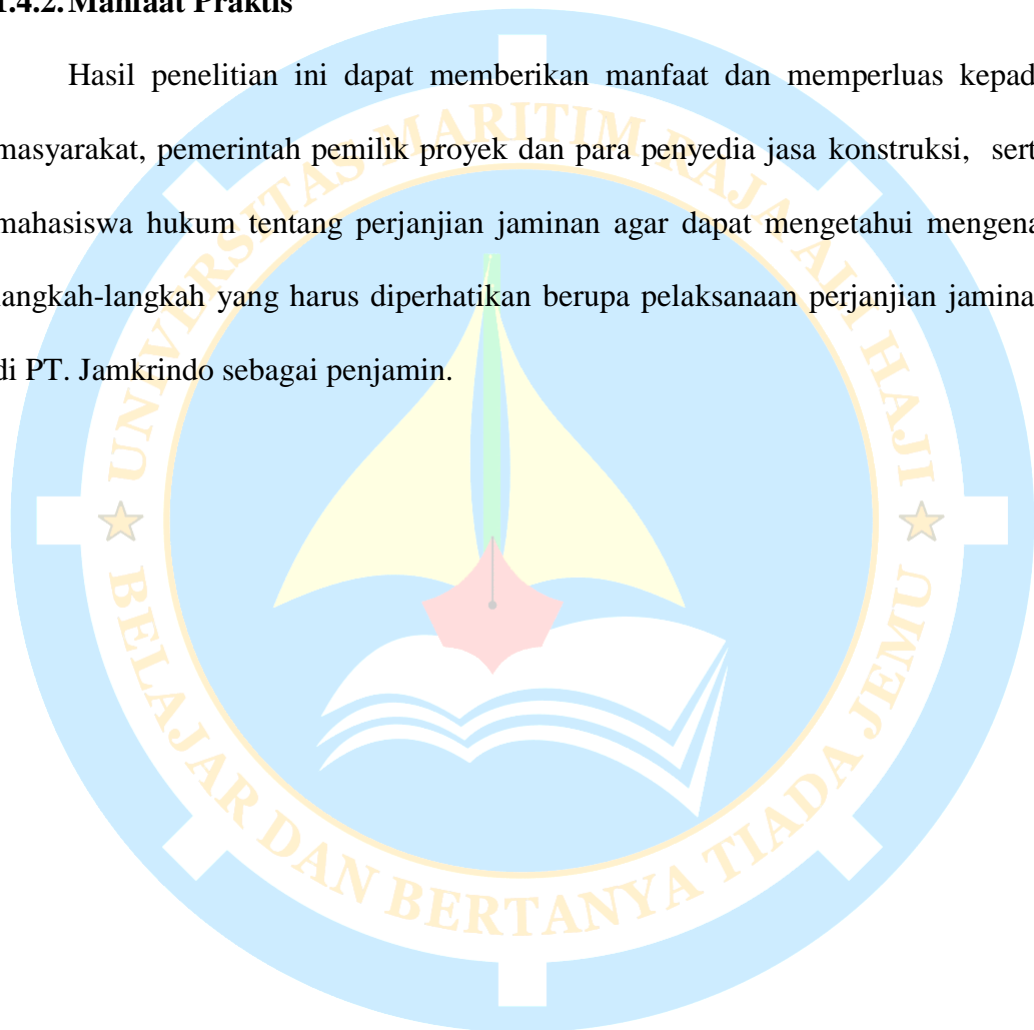 1.4.2. Manfaat Praktis
Hasil penelitian ini dapat memberikan manfaat dan memperluas kepad
masyarakat, pemerintah pemilik proyek dan para penyedia jasa konstruksi, sert
mahasiswa hukum tentang perjanjian jaminan agar dapat mengetahui mengena
langkah-langkah yang harus diperhatikan berupa pelaksanaan perjanjian jamina
di PT. Jamkrindo sebagai penjamin.
UNIVERSITAS MARITIM RAJA ALI HAJI
BELAJAR DAN BERTANYA TIADA JEMU